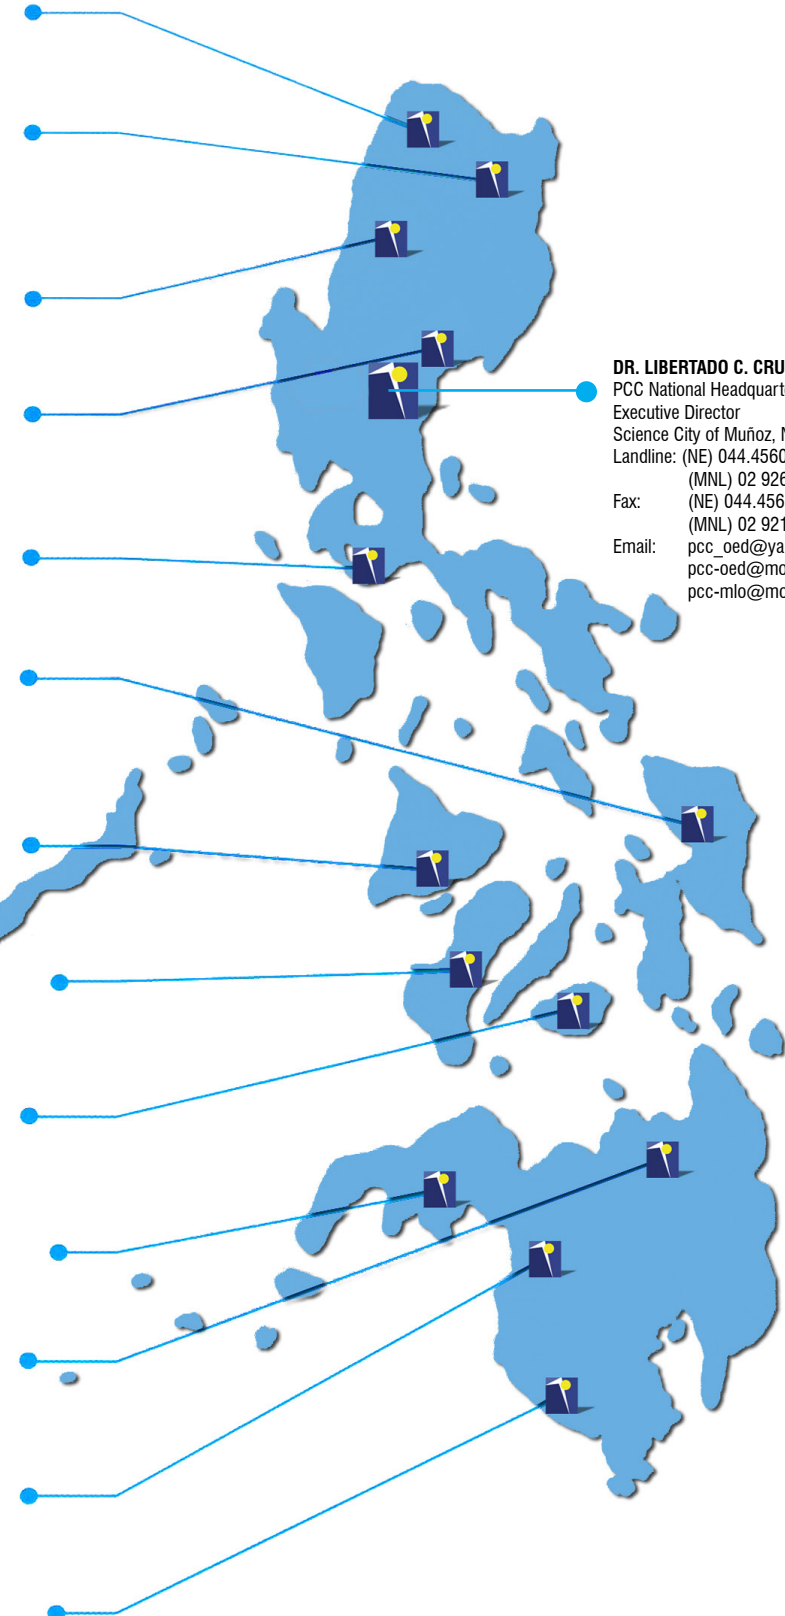 DR. LIBERTADO C. CRU
PCC National Headquart
Executive Director
Science City of Muñoz, N
Landline: (NE) 044.4560
(MNL) 02 926
Fax: (NE) 044.456
(MNL) 02 921
Email: pcc_oed@ya
pcc-oed@mo
pcc-mlo@mo